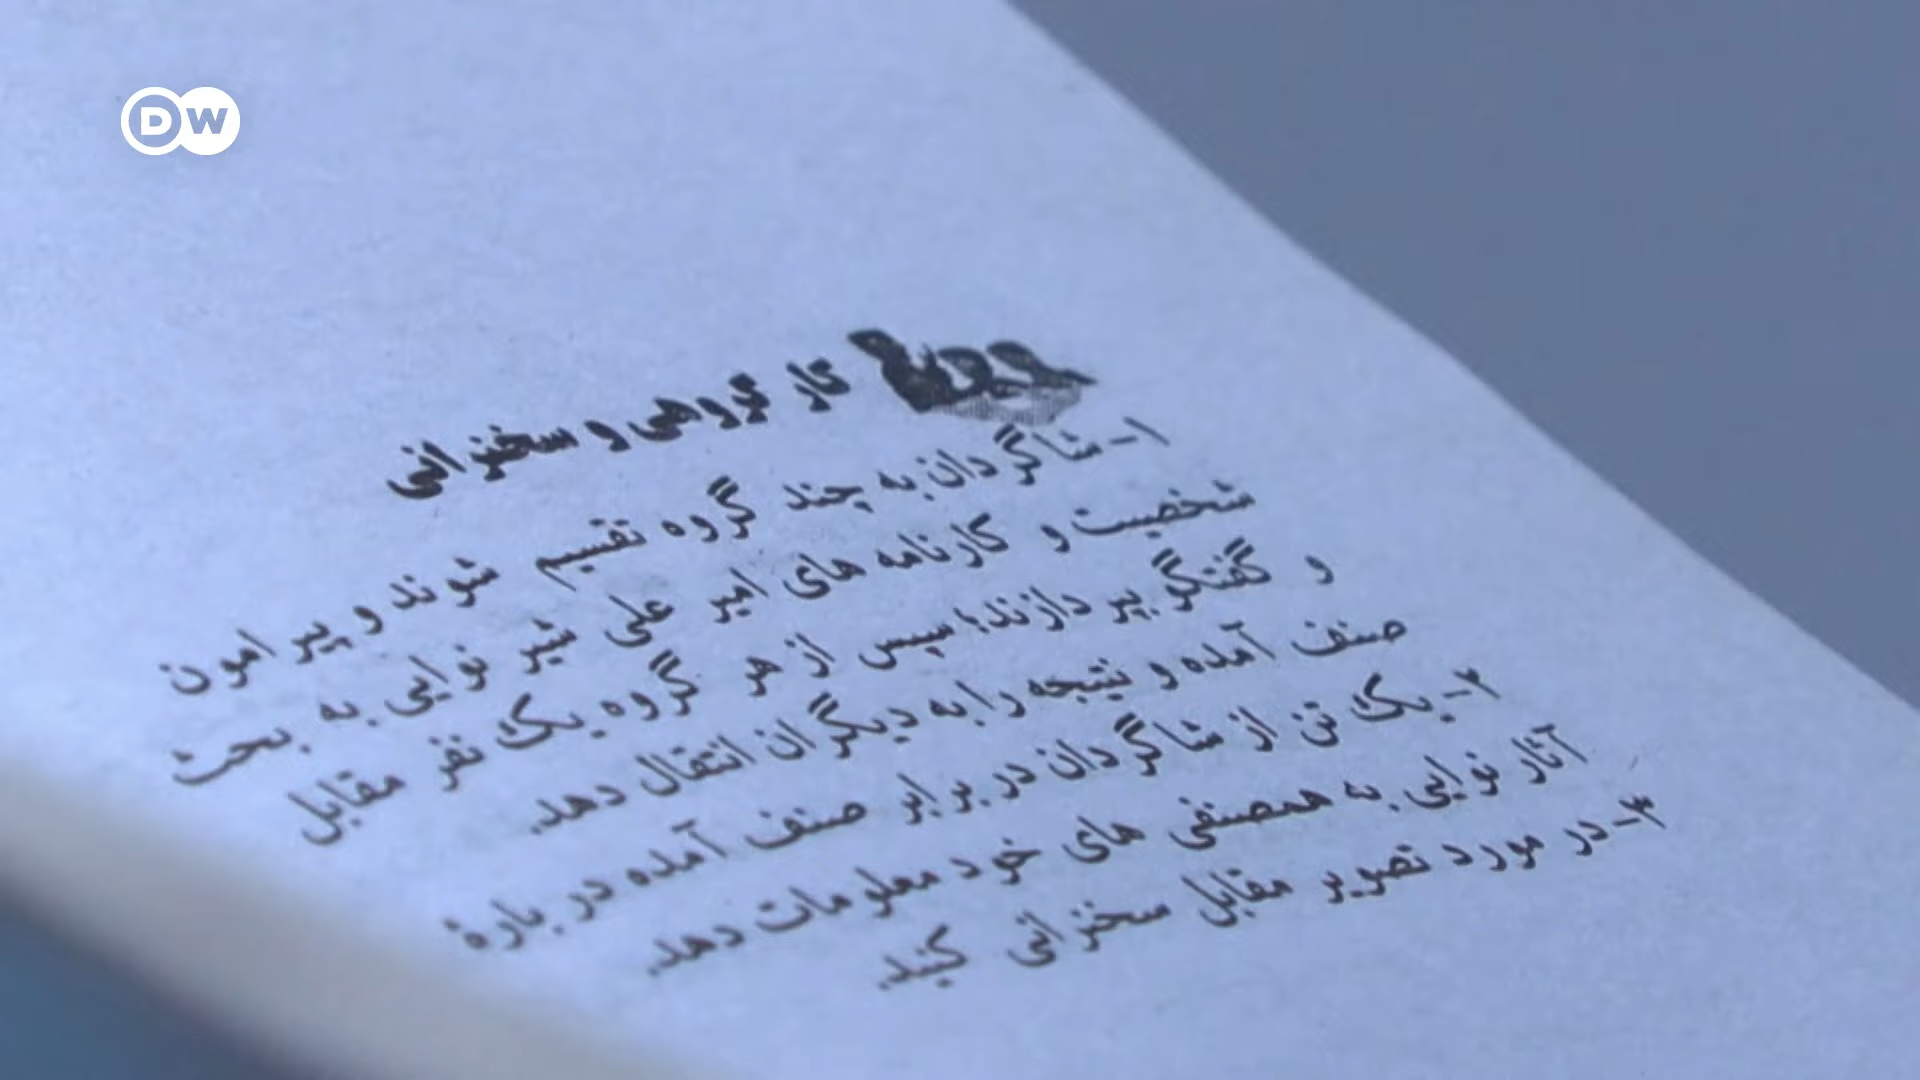 DW
کار گروهی و سخنرانی
۱- شاگردان به چند گروه تقسیم شوند و پیرامون
شخصیت و کارنامه های امیر علی شیر نوایی به بحث
و گفتگو بپردازند؛ سپس از هر گروه یک نفر مقابل
صنف آمده و نتیجه را به دیگران انتقال دهد.
۲- یک تن از شاگردان در برابر صنف آمده در بارهٔ
آثار نوایی به همصنفی های خود معلومات دهد.
۳- در مورد تصویر مقابل سخنرانی کنید.